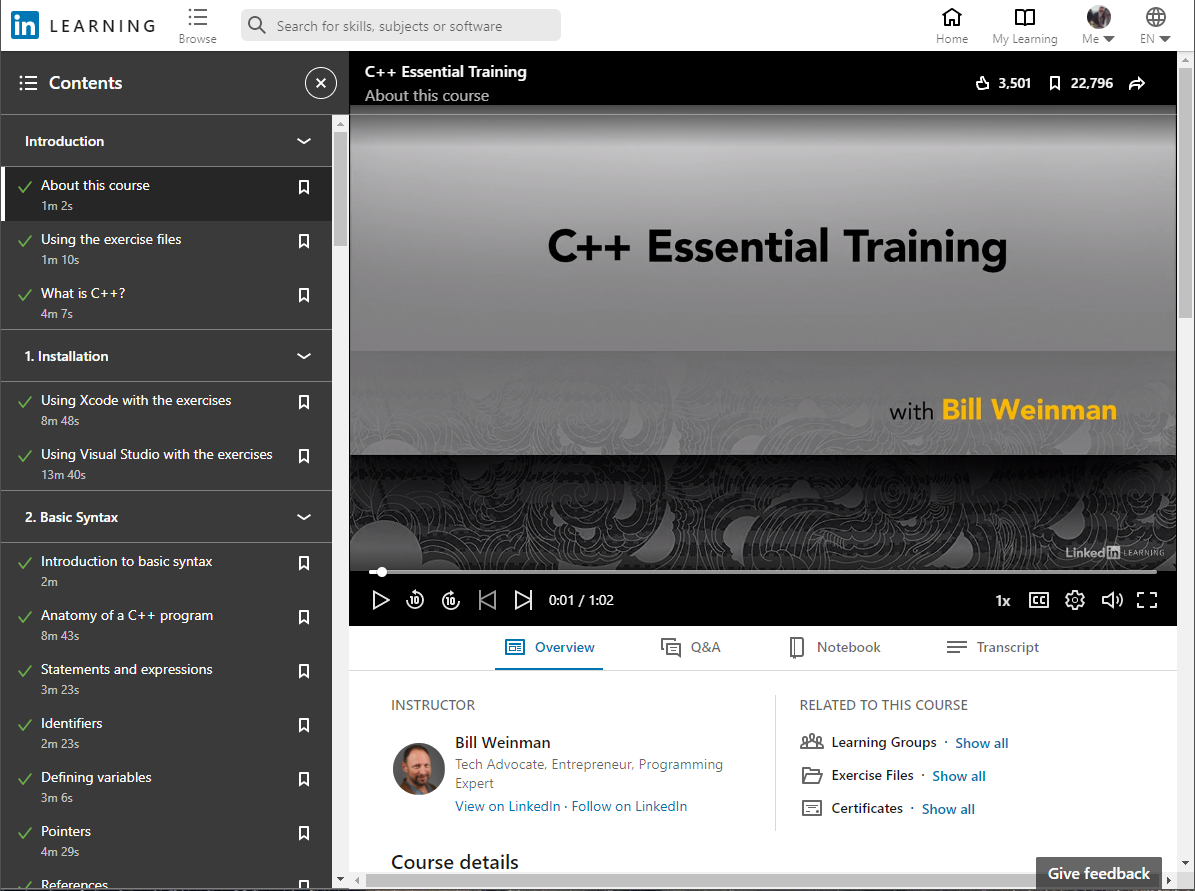 in LEARNING
Browse
Search for skills, subjects or software
Home
My Learning
Me
EN
Contents
Introduction
About this course
1m 2s
Using the exercise files
1m 10s
What is C++?
4m 7s
1. Installation
Using Xcode with the exercises
8m 48s
Using Visual Studio with the exercises
13m 40s
2. Basic Syntax
Introduction to basic syntax
2m
Anatomy of a C++ program
8m 43s
Statements and expressions
3m 23s
Identifiers
2m 23s
Defining variables
3m 6s
Pointers
4m 29s
References
C++ Essential Training
About this course
3,501
22,796
C++ Essential Training
with Bill Weinman
Linked in LEARNING
10
10
0:01 / 1:02
1x
CC
Overview
Q&A
Notebook
Transcript
INSTRUCTOR
Bill Weinman
Tech Advocate, Entrepreneur, Programming
Expert
View on LinkedIn · Follow on LinkedIn
RELATED TO THIS COURSE
Learning Groups · Show all
Exercise Files · Show all
Certificates · Show all
Course details
Give feedback